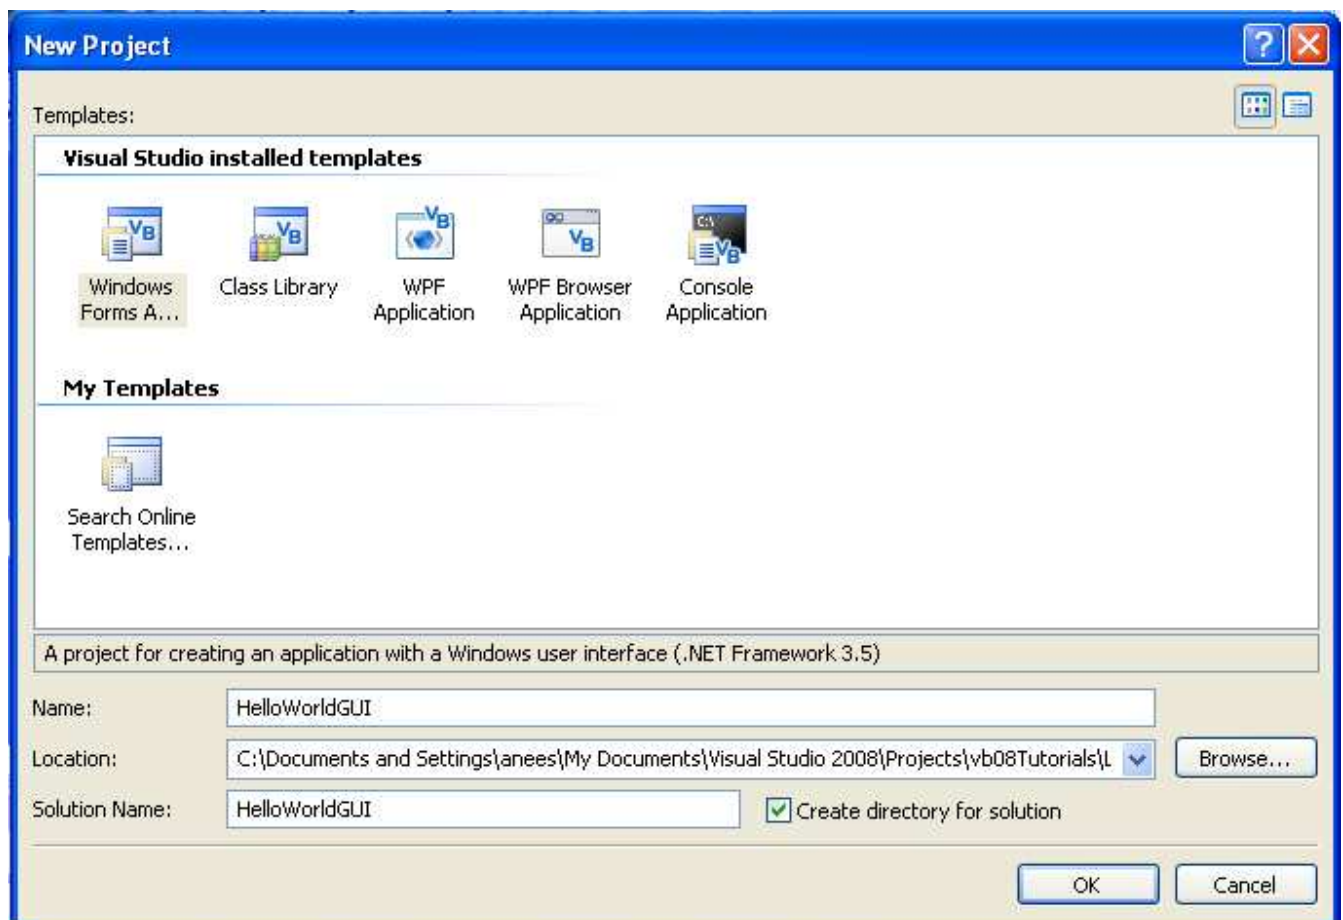 New Project
Templates:
Visual Studio installed templates
Windows Forms A...
Class Library
WPF Application
WPF Browser Application
Console Application
My Templates
Search Online Templates...
A project for creating an application with a Windows user interface (.NET Framework 3.5)
Name:
HelloWorldGUI
Location:
C:\Documents and Settings\anees\My Documents\Visual Studio 2008\Projects\vb08Tutorials\L
Browse...
Solution Name:
HelloWorldGUI
Create directory for solution
OK
Cancel